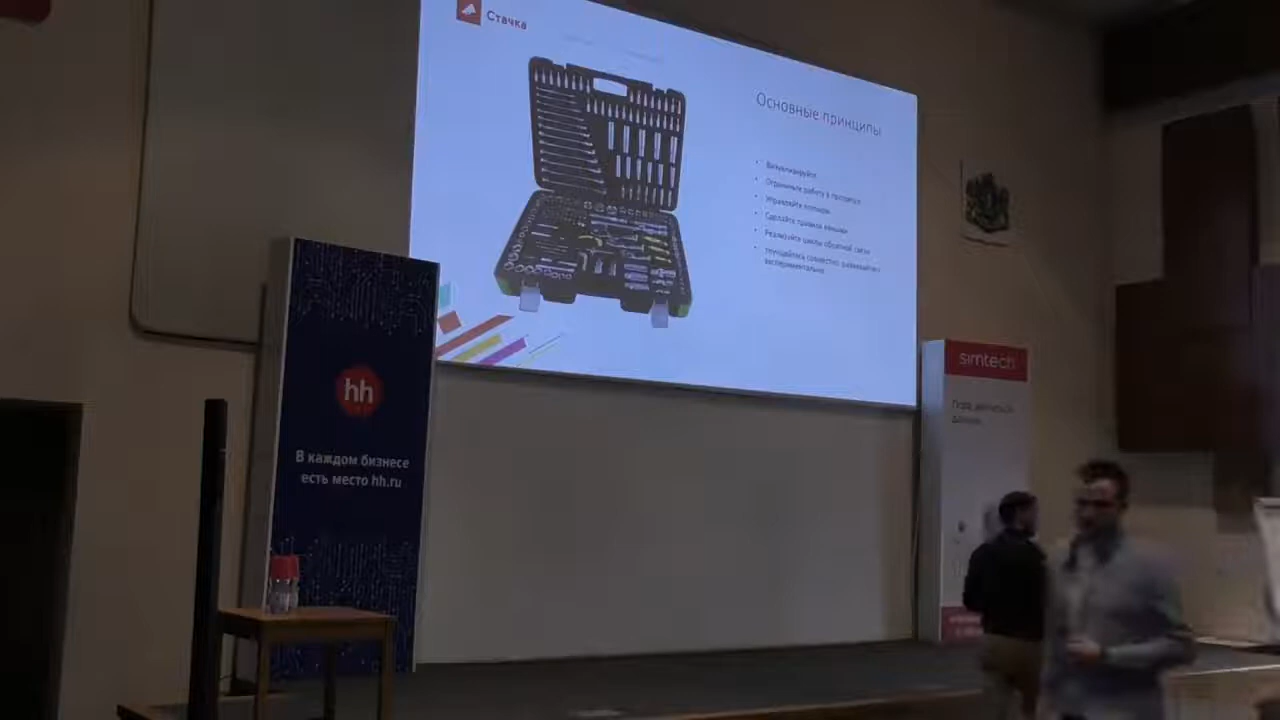 Стачка
Основные принципы
• Визуализируйте
• Ограничьте работу в процессе
• Управляйте потоком
• Сделайте правила явными
• Реализуйте циклы обратной связи
• экспериментально
hh
В каждом бизнесе
есть место hh.ru
simtech